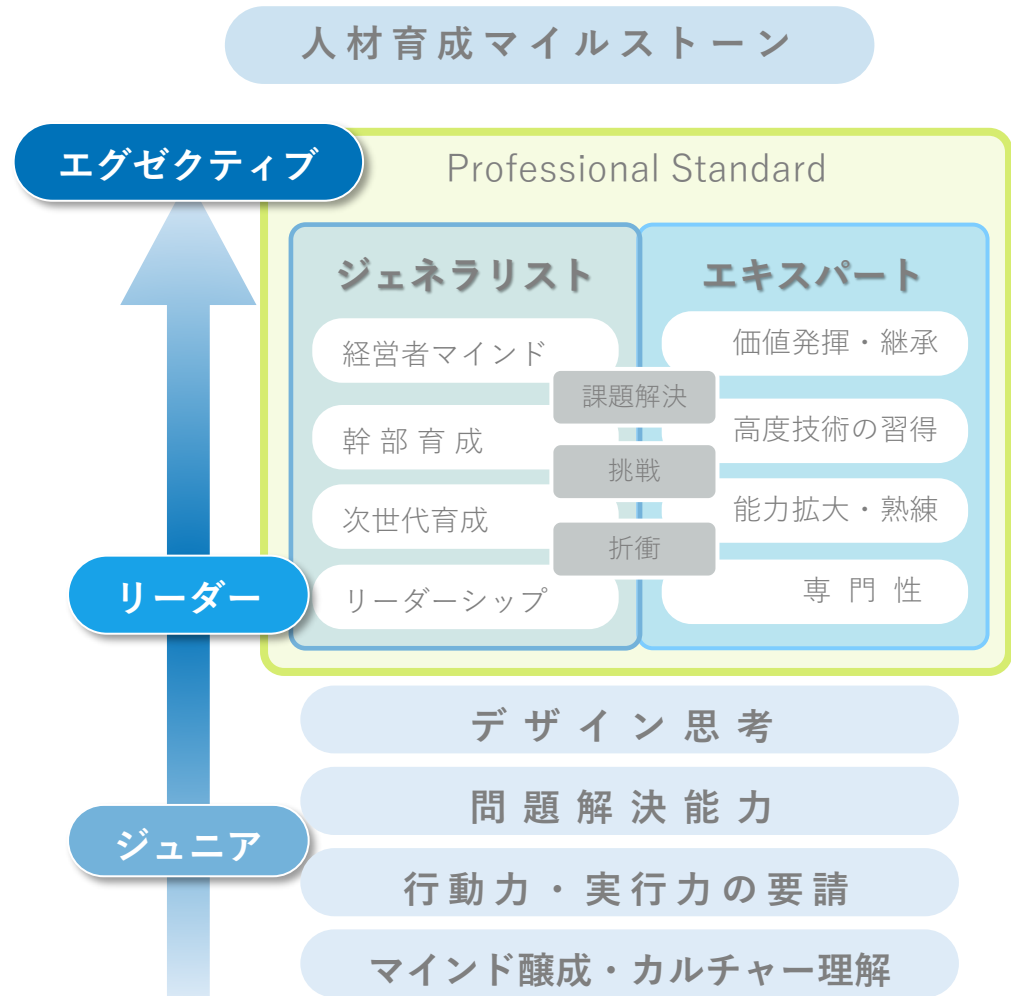 人材育成マイルストーン
エグゼクティブ
Professional Standard
ジェネラリスト
エキスパート
経営者マインド
価値発揮・継承
課題解決
幹部育成
高度技術の習得
挑戦
次世代育成
能力拡大・熟練
折衝
リーダー
リーダーシップ
専門性
デザイン思考
問題解決能力
ジュニア
行動力・実行力の要請
マインド醸成・カルチャー理解